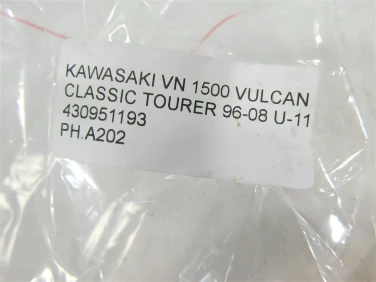 KAWASAKI VN 1500 VULCAN
CLASSIC TOURER 96-08 U-11
430951193
PH.A202